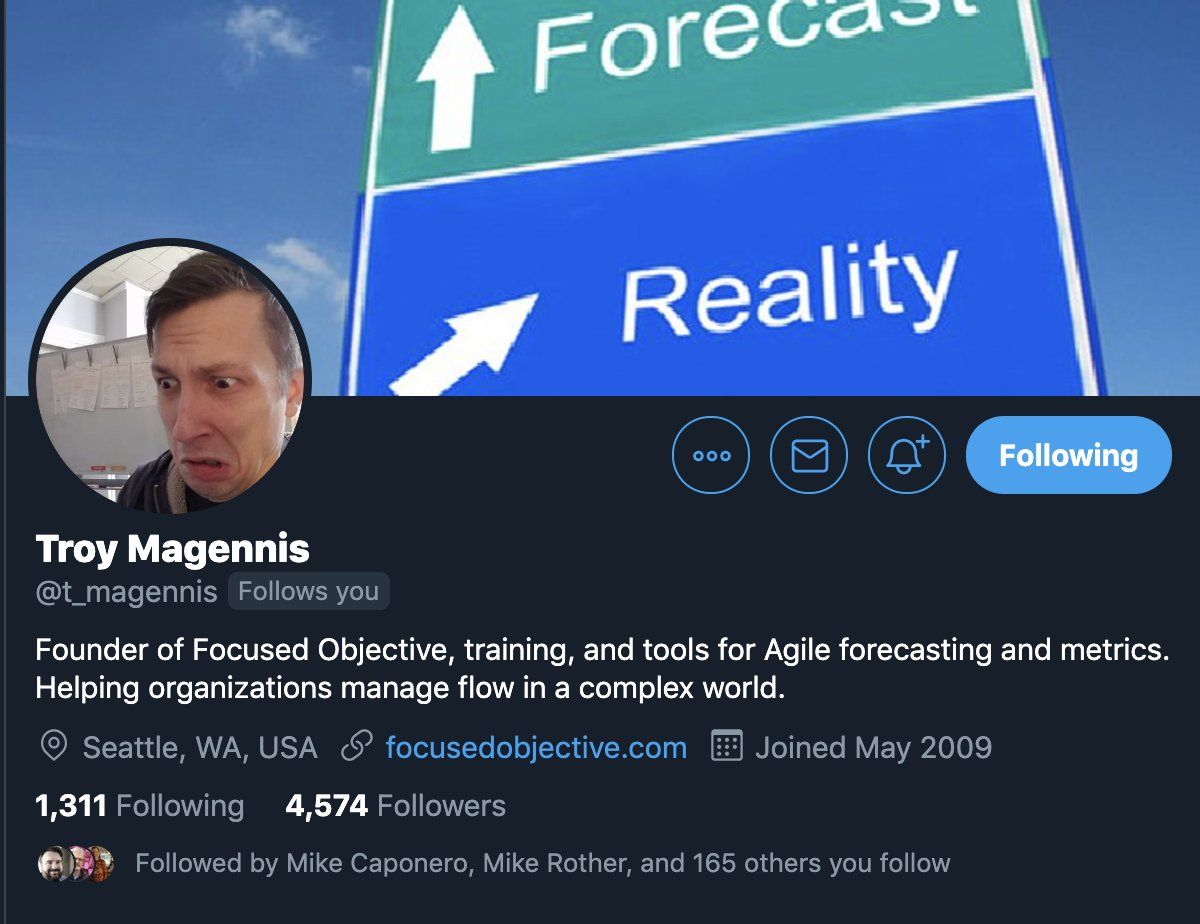 Forecast
Reality
Following
Troy Magennis
@t_magennis Follows you
Founder of Focused Objective, training, and tools for Agile forecasting and metrics.
Helping organizations manage flow in a complex world.
Seattle, WA, USA focusedobjective.com Joined May 2009
1,311 Following 4,574 Followers
Followed by Mike Caponero, Mike Rother, and 165 others you follow